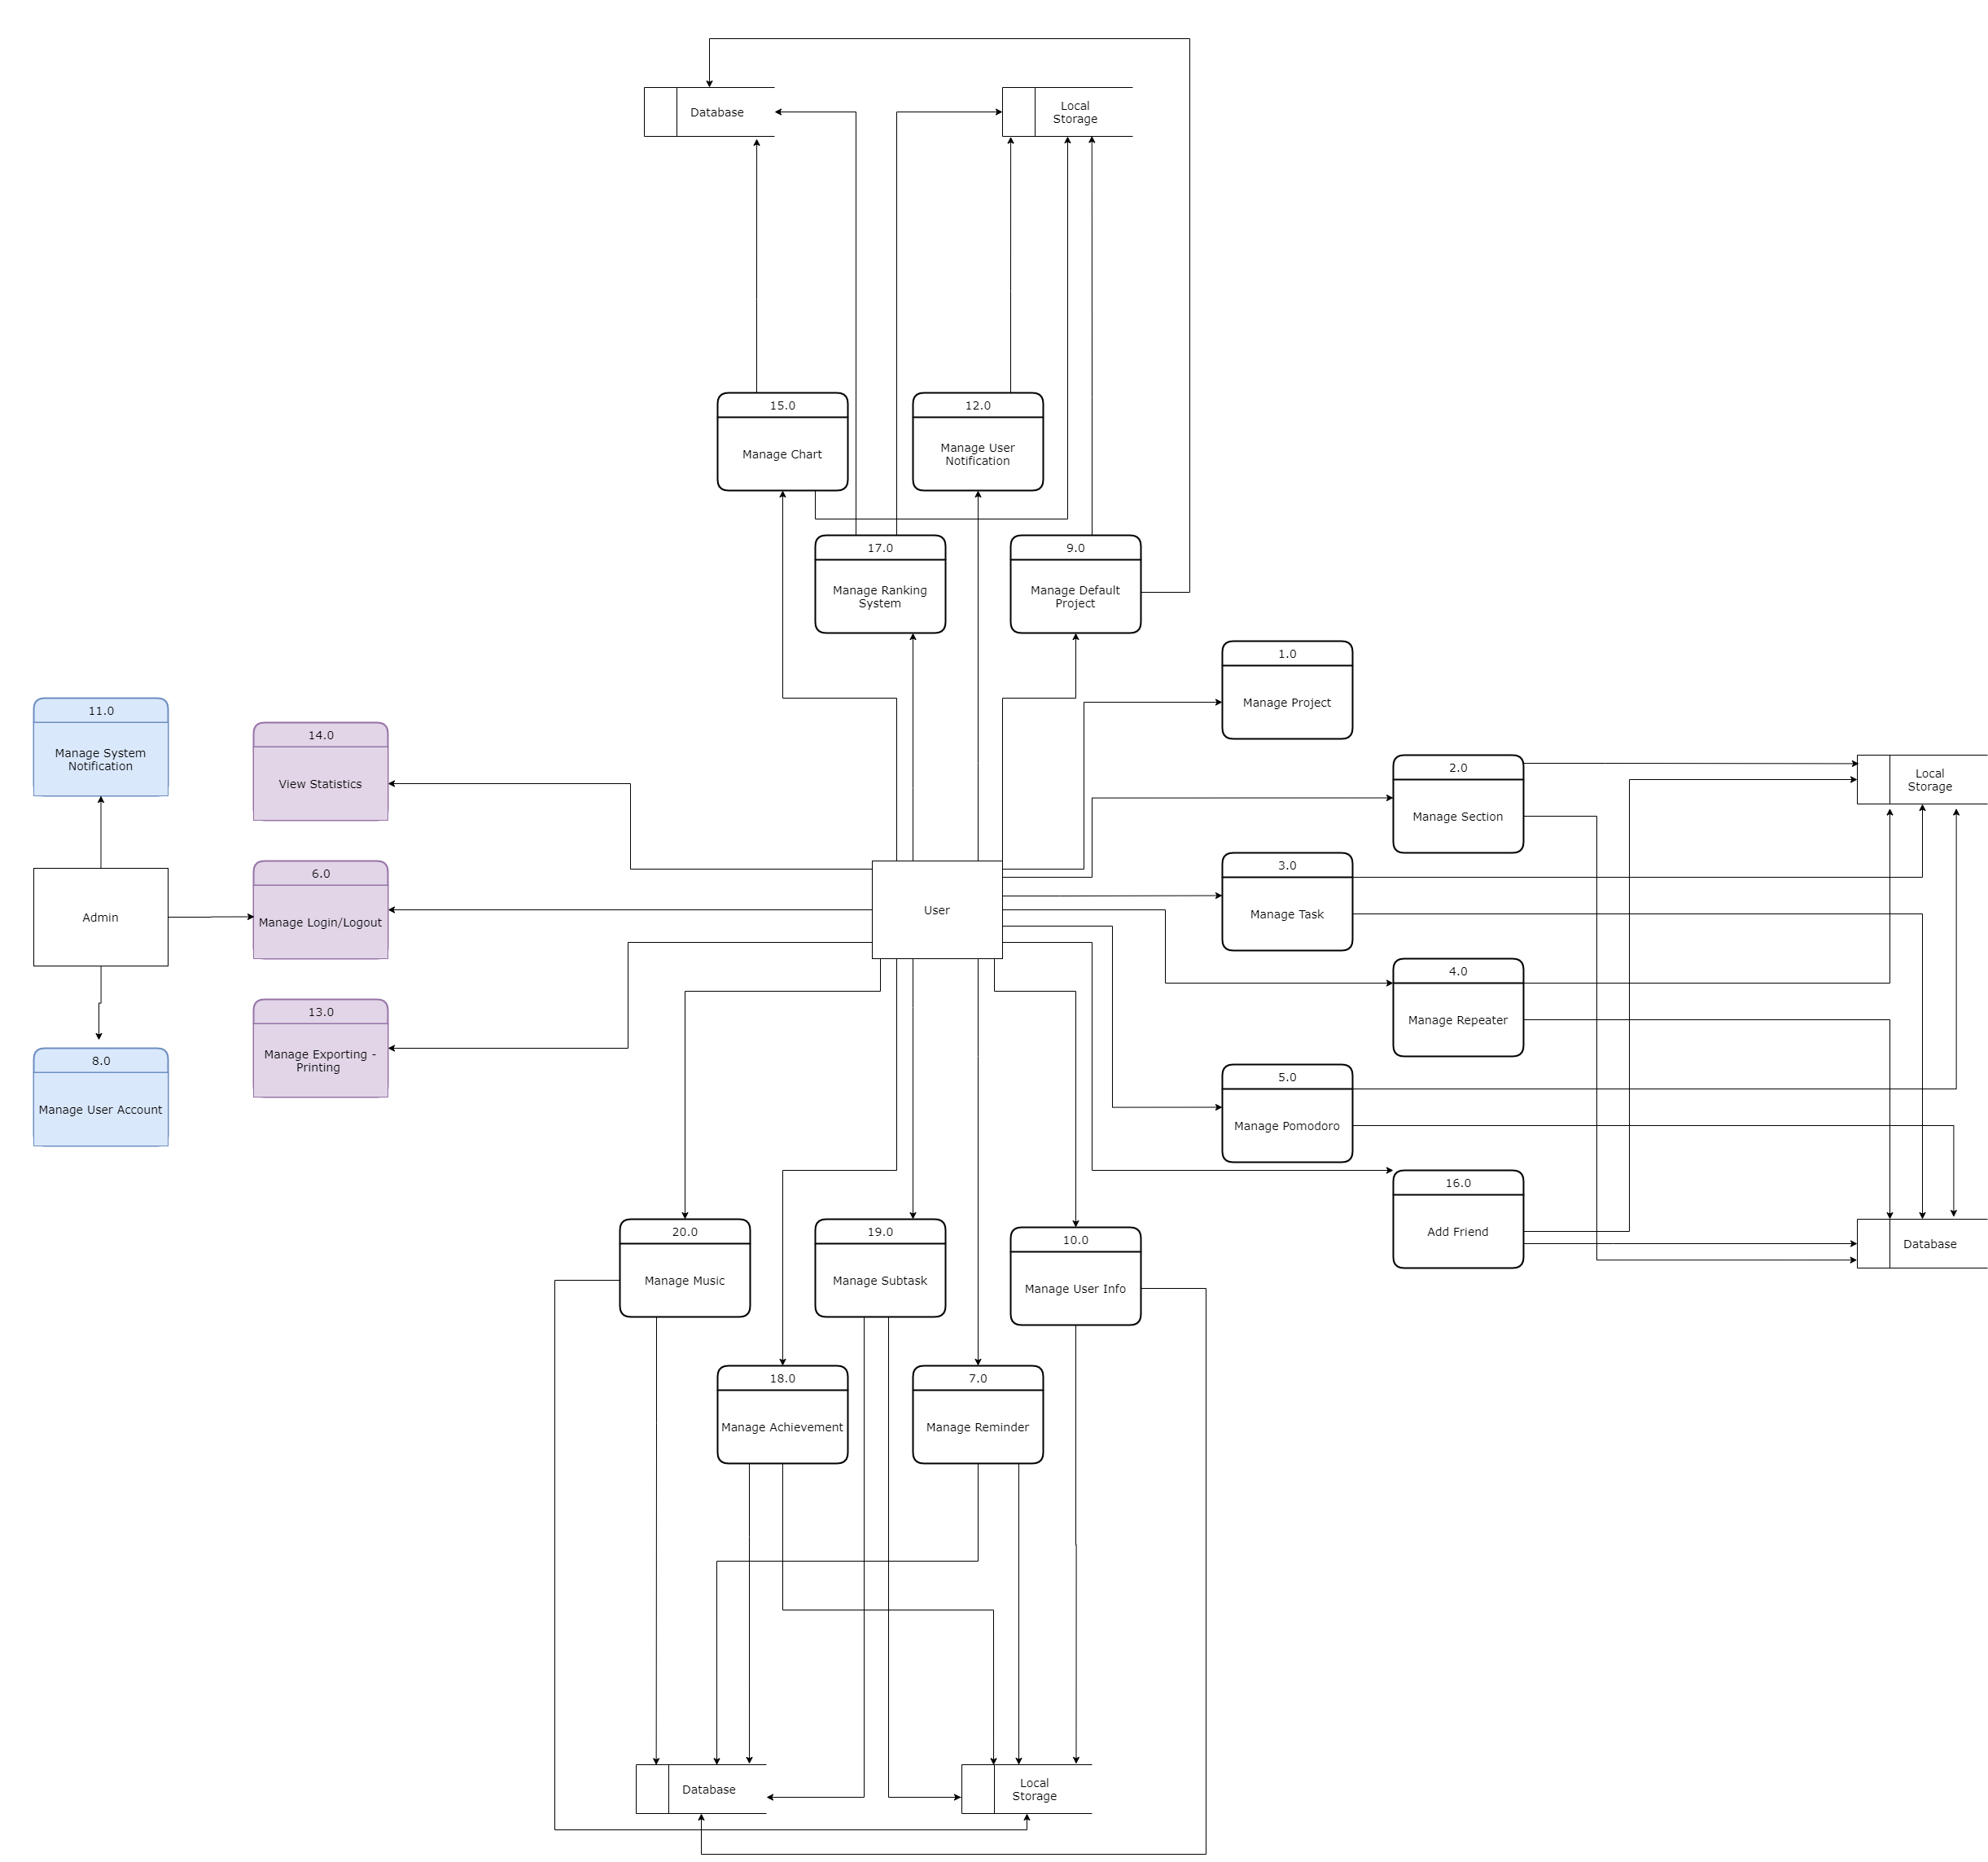 Database
Local
Storage
15.0
Manage Chart
12.0
Manage User
Notification
17.0
Manage Ranking
System
9.0
Manage Default
Project
1.0
Manage Project
11.0
Manage System
Notification
14.0
View Statistics
2.0
Manage Section
Local
Storage
Admin
6.0
Manage Login/Logout
User
3.0
Manage Task
4.0
Manage Repeater
13.0
Manage Exporting -
Printing
8.0
Manage User Account
5.0
Manage Pomodoro
16.0
Add Friend
Database
20.0
Manage Music
19.0
Manage Subtask
10.0
Manage User Info
18.0
Manage Achievement
7.0
Manage Reminder
Database
Local
Storage